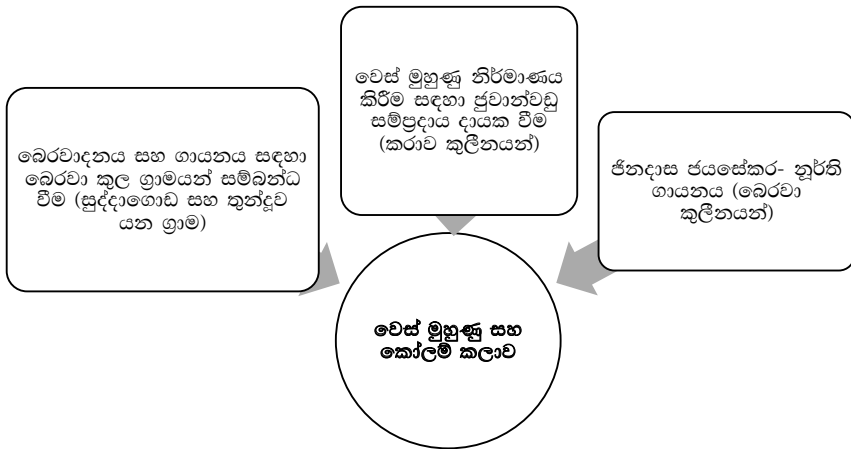 බෙරවාදනය සහ ගායනය සඳහා
බෙරවා කුල ග්‍රාමයන් සම්බන්ධ
වීම (සුද්දාගොඩ සහ තුන්දූව
යන ග්‍රාම)
වෙස් මුහුණු නිර්මාණය
කිරීම සඳහා ජුවාන්වඩු
සම්ප්‍රදාය දායක වීම
(කරාව කුලීනයන්)
ජිනදාස ජයසේකර- නූර්ති
ගායනය (බෙරවා
කුලීනයන්)
වෙස් මුහුණු සහ
කෝලම් කලාව